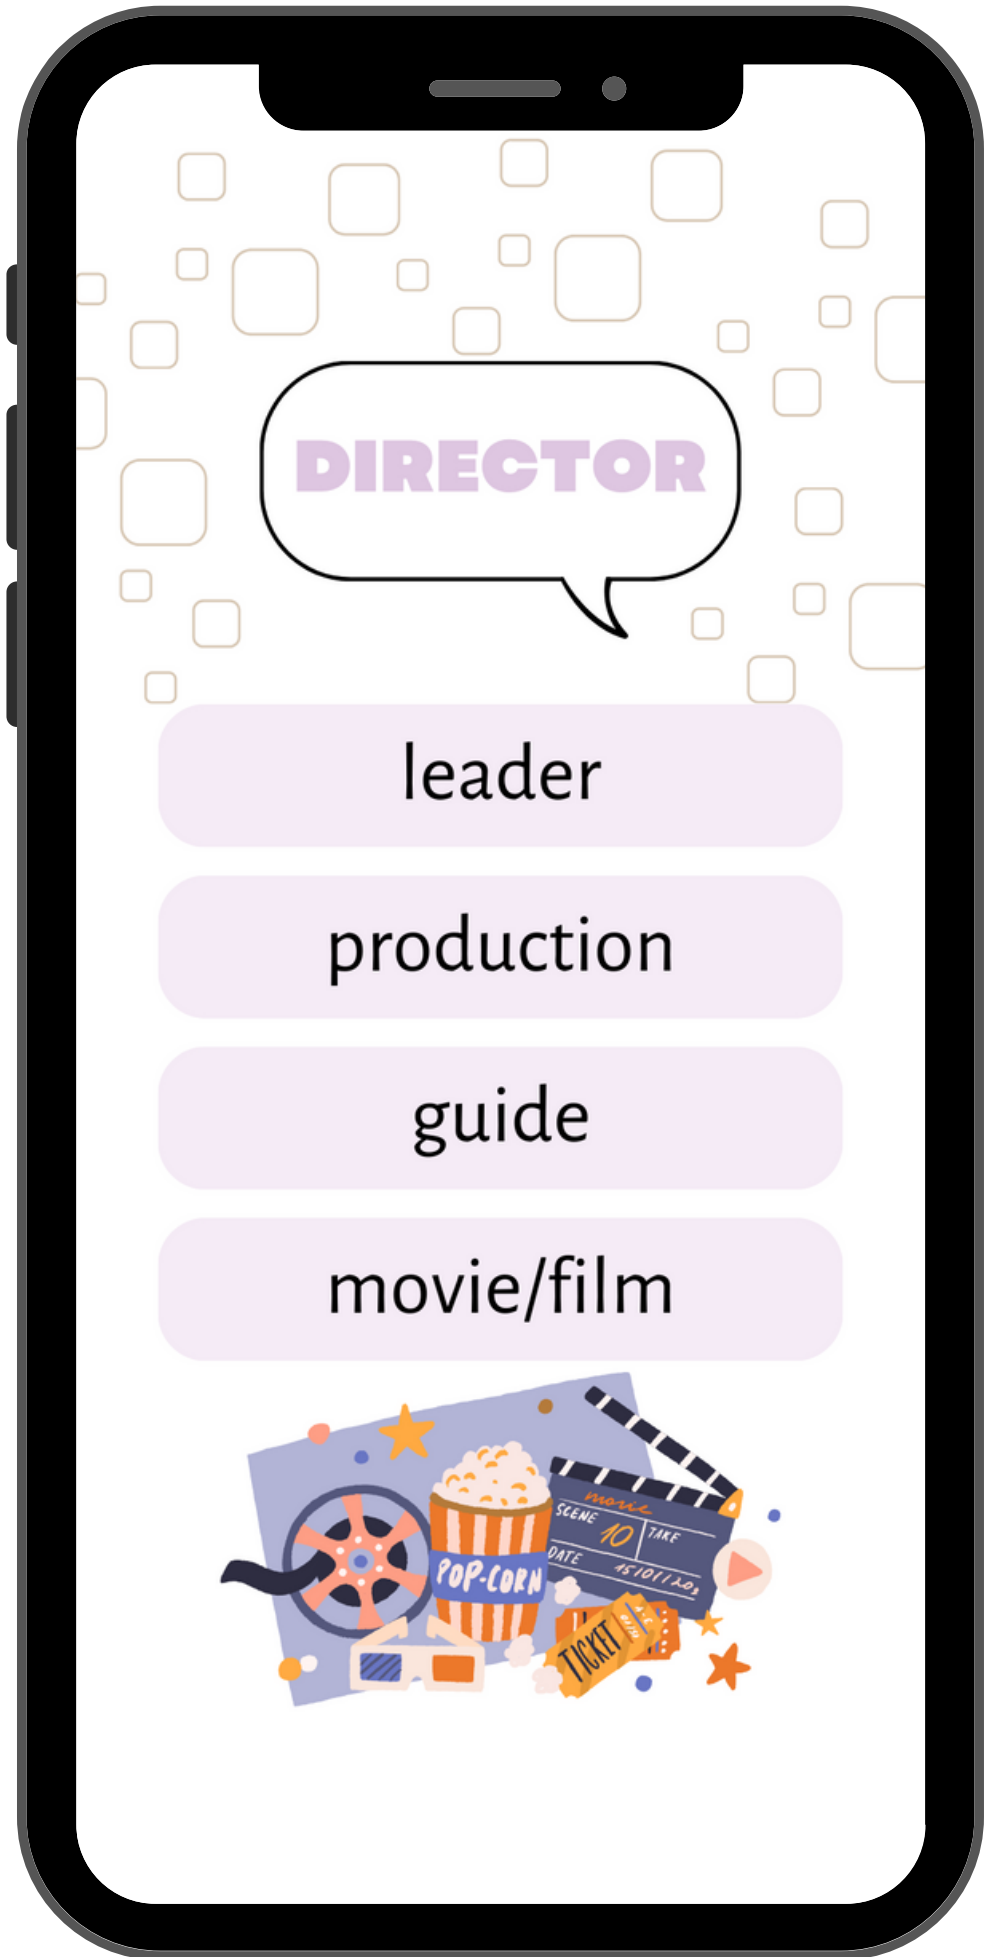 DIRECTOR
leader
production
guide
movie/film
movie
SCENE
10
TAKE
DATE
POP-CORN
TICKET